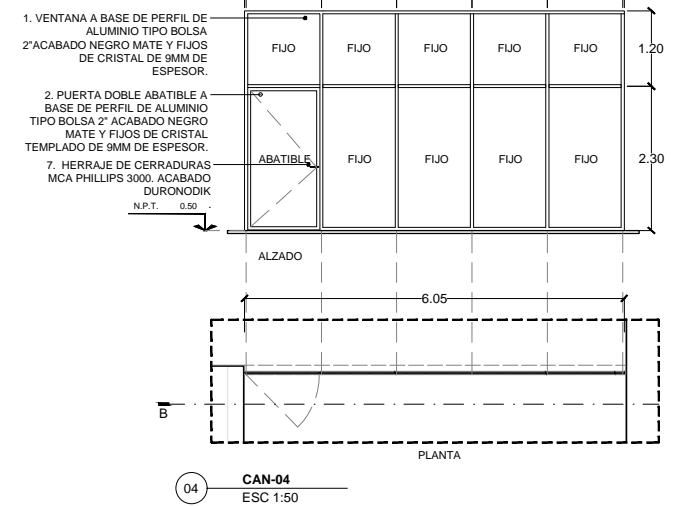 1. VENTANA A BASE DE PERFIL DE
ALUMINIO TIPO BOLSA
2"ACABADO NEGRO MATE Y FIJOS
DE CRISTAL DE 9MM DE
ESPESOR.
2. PUERTA DOBLE ABATIBLE A
BASE DE PERFIL DE ALUMINIO
TIPO BOLSA 2" ACABADO NEGRO
MATE Y FIJOS DE CRISTAL
TEMPLADO DE 9MM DE ESPESOR.
7. HERRAJE DE CERRADURAS
MCA PHILLIPS 3000. ACABADO
DURONODIK
N.P.T. 0.50
FIJO FIJO FIJO FIJO FIJO
1.20
ABATIBLE FIJO FIJO FIJO FIJO
2.30
ALZADO
6.05
B
PLANTA
04
CAN-04
ESC 1:50